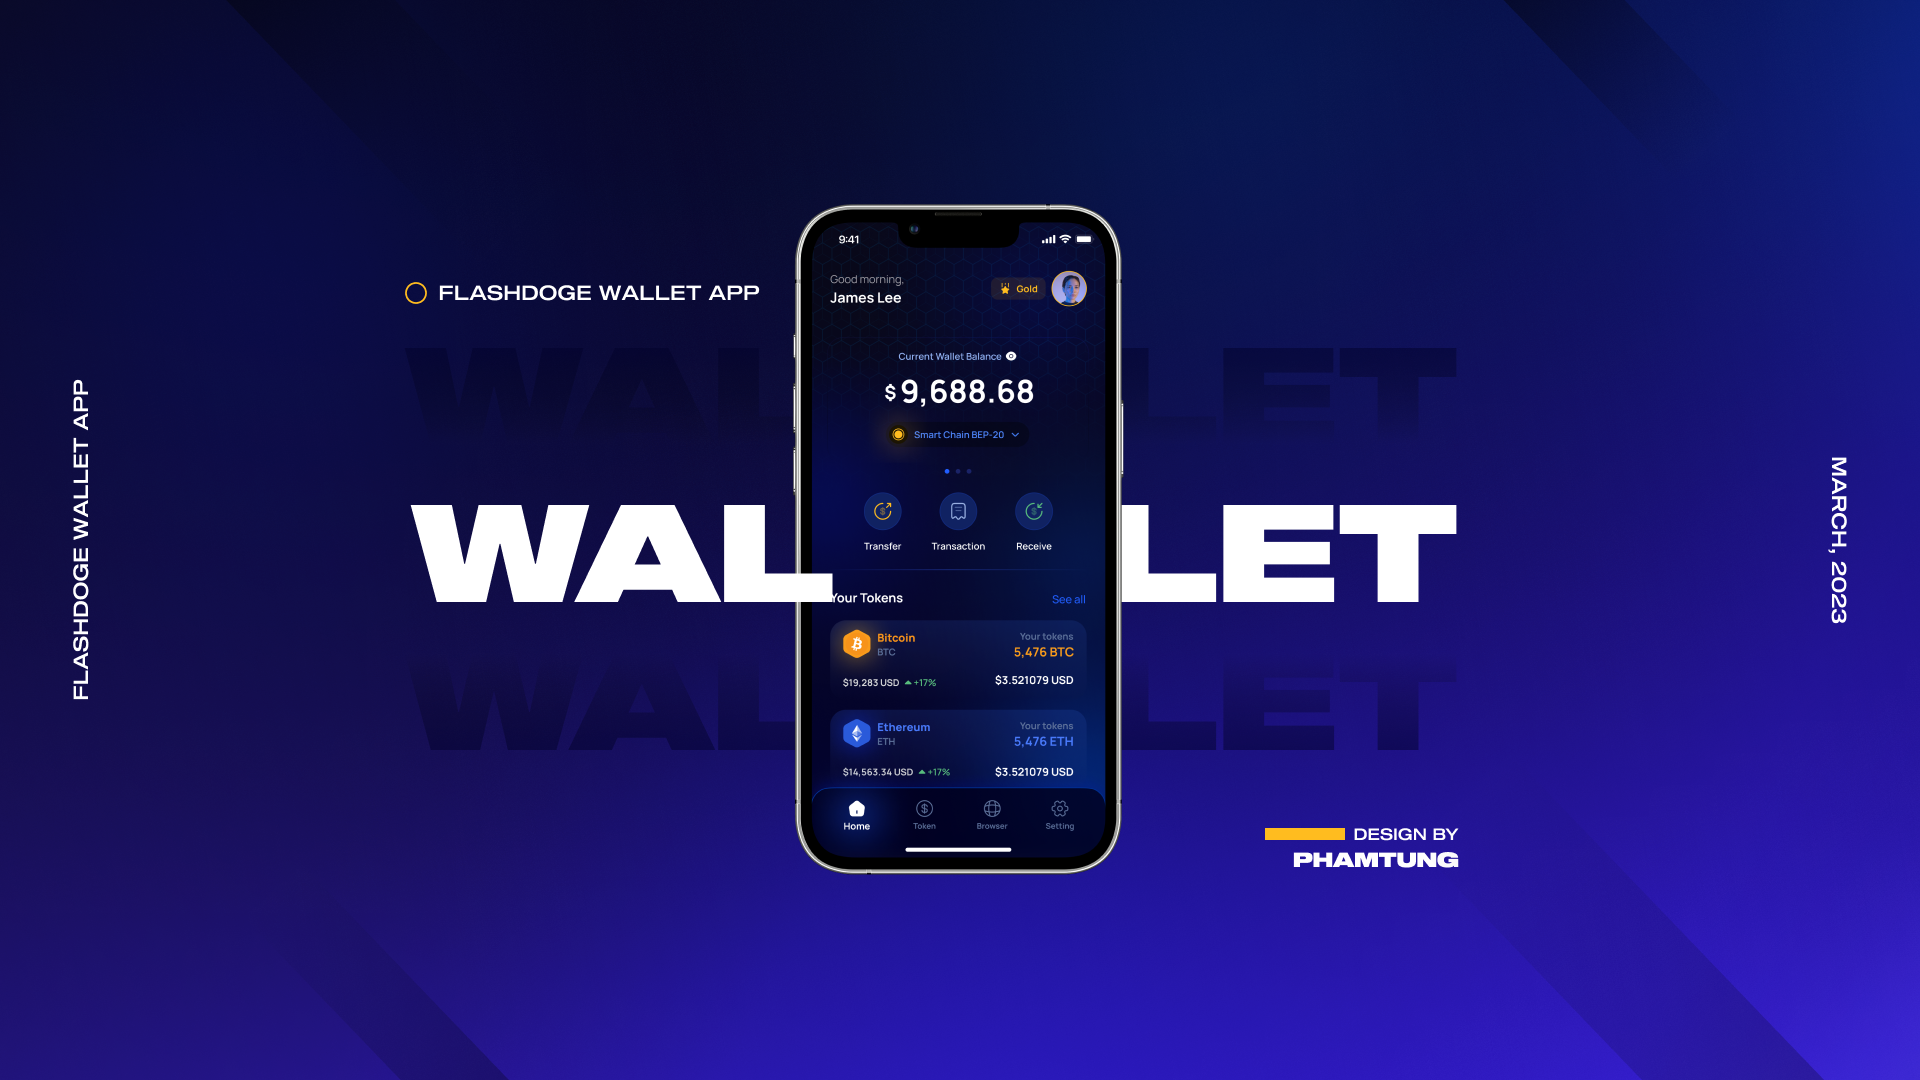 FLASHDOGE WALLET APP
FLASHDOGE WALLET APP
MARCH, 2023
WALLET
WALLET
WALLET
9:41
Good morning,
James Lee
Gold
Current Wallet Balance
$9,688.68
Smart Chain BEP-20
Transfer
Transaction
Receive
Your Tokens
See all
Bitcoin
BTC
Your tokens
5,476 BTC
$19,283 USD +17%
$3.521079 USD
Ethereum
ETH
Your tokens
5,476 ETH
$14,563.34 USD +17%
$3.521079 USD
Home
Token
Browser
Setting
DESIGN BY
PHAMTUNG